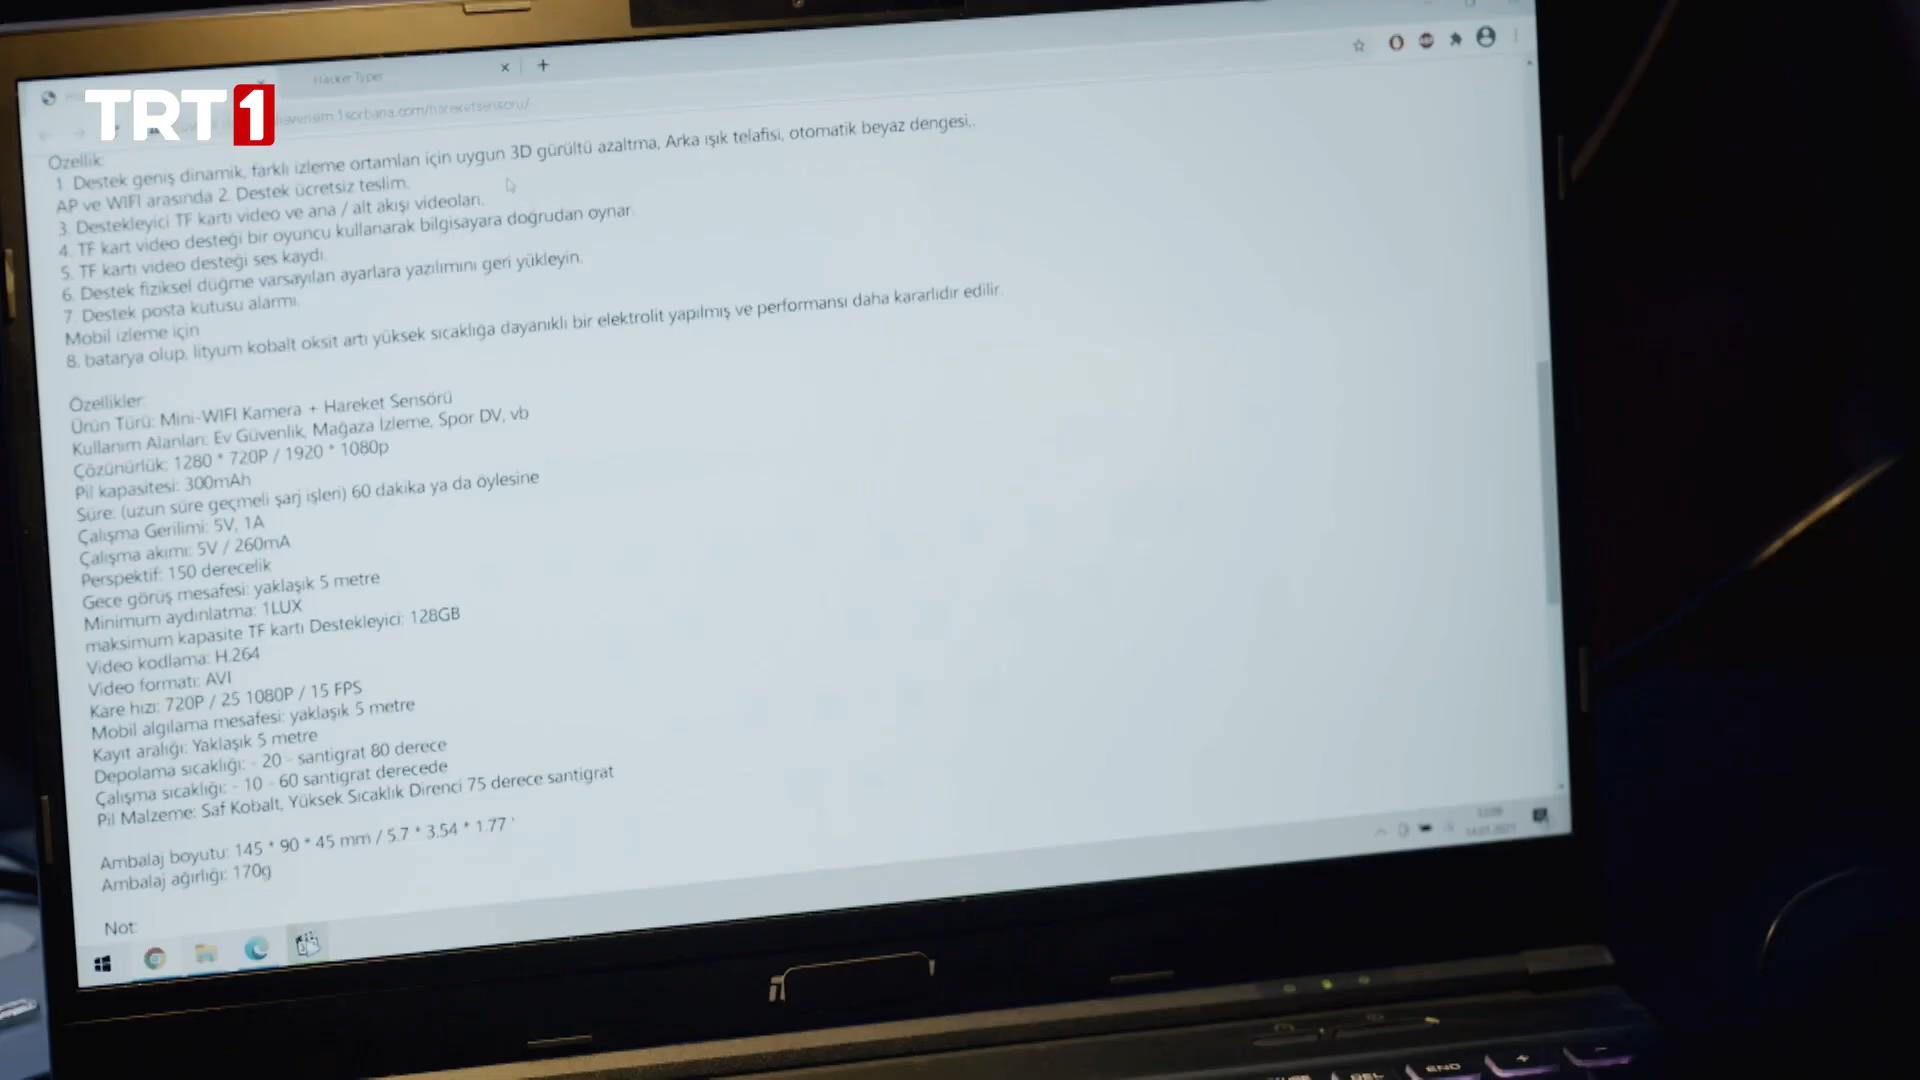 Hacker Typer
TRT 1
.1sorbana.com/hareketsensoru/
Özellik:
1. Destek geniş dinamik, farklı izleme ortamları için uygun 3D gürültü azaltma, Arka ışık telafisi, otomatik beyaz dengesi..
AP ve WIFI arasında 2. Destek ücretsiz teslim.
3. Destekleyici TF kartı video ve ana / alt akışı videoları.
4. TF kart video desteği bir oyuncu kullanarak bilgisayara doğrudan oynar.
5. TF kartı video desteği ses kaydı.
6. Destek fiziksel düğme varsayılan ayarlara yazılımını geri yükleyin.
7. Destek posta kutusu alarmı.
Mobil izleme için
8. batarya olup, lityum kobalt oksit artı yüksek sıcaklığa dayanıklı bir elektrolit yapılmış ve performansı daha kararlıdır edilir.
Özellikler:
Ürün Türü: Mini-WIFI Kamera + Hareket Sensörü
Kullanım Alanları: Ev Güvenlik, Mağaza İzleme, Spor DV, vb
Çözünürlük: 1280 * 720P / 1920 * 1080p
Pil kapasitesi: 300mAh
Süre: (uzun süre geçmeli şarj işleri) 60 dakika ya da öylesine
Çalışma Gerilimi: 5V, 1A
Çalışma akımı: 5V / 260mA
Perspektif: 150 derecelik
Gece görüş mesafesi: yaklaşık 5 metre
Minimum aydınlatma: 1LUX
maksimum kapasite TF kartı Destekleyici: 128GB
Video kodlama: H.264
Video formatı: AVI
Kare hızı: 720P / 25 1080P / 15 FPS
Mobil algılama mesafesi: yaklaşık 5 metre
Kayıt aralığı: Yaklaşık 5 metre
Depolama sıcaklığı: - 20 - santigrat 80 derece
Çalışma sıcaklığı: - 10 - 60 santigrat derecede
Pil Malzeme: Saf Kobalt, Yüksek Sıcaklık Direnci 75 derece santigrat
Ambalaj boyutu: 145 * 90 * 45 mm / 5.7 * 3.54 * 1.77 '
Ambalaj ağırlığı: 170g
Not:
DEL
END